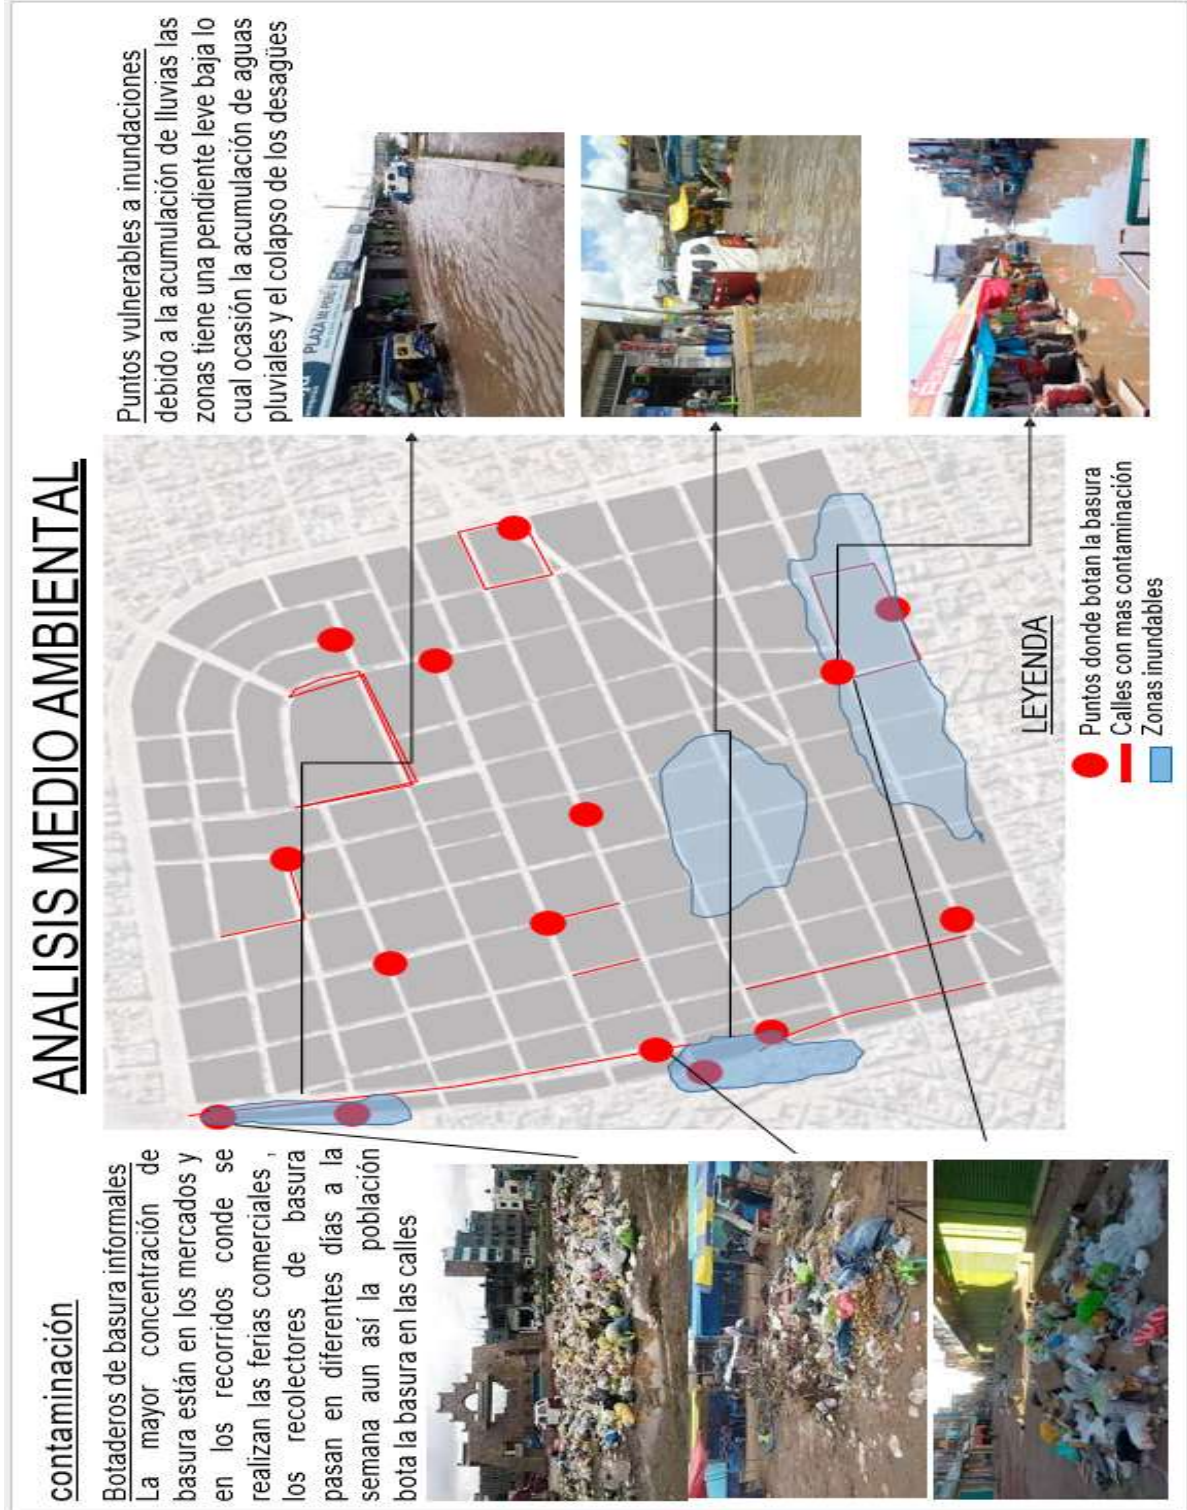 ANALISIS MEDIO AMBIENTAL
contaminación
Botaderos de basura informales
La mayor concentración de
basura están en los mercados y
en los recorridos conde se
realizan las ferias comerciales ,
los recolectores de basura
pasan en diferentes días a la
semana aun así la población
bota la basura en las calles
Puntos vulnerables a inundaciones
debido a la acumulación de lluvias las
zonas tiene una pendiente leve baja lo
cual ocasión la acumulación de aguas
pluviales y el colapso de los desagües
PLAZA MI PERÚ
LEYENDA
Puntos donde botan la basura
Calles con mas contaminación
Zonas inundables